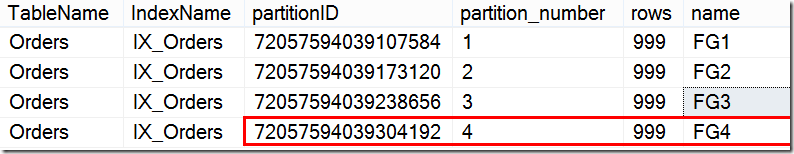 TableName IndexName partitionID partition_number rows name
Orders IX_Orders 72057594039107584 1 999 FG1
Orders IX_Orders 72057594039173120 2 999 FG2
Orders IX_Orders 72057594039238656 3 999 FG3
Orders IX_Orders 72057594039304192 4 999 FG4